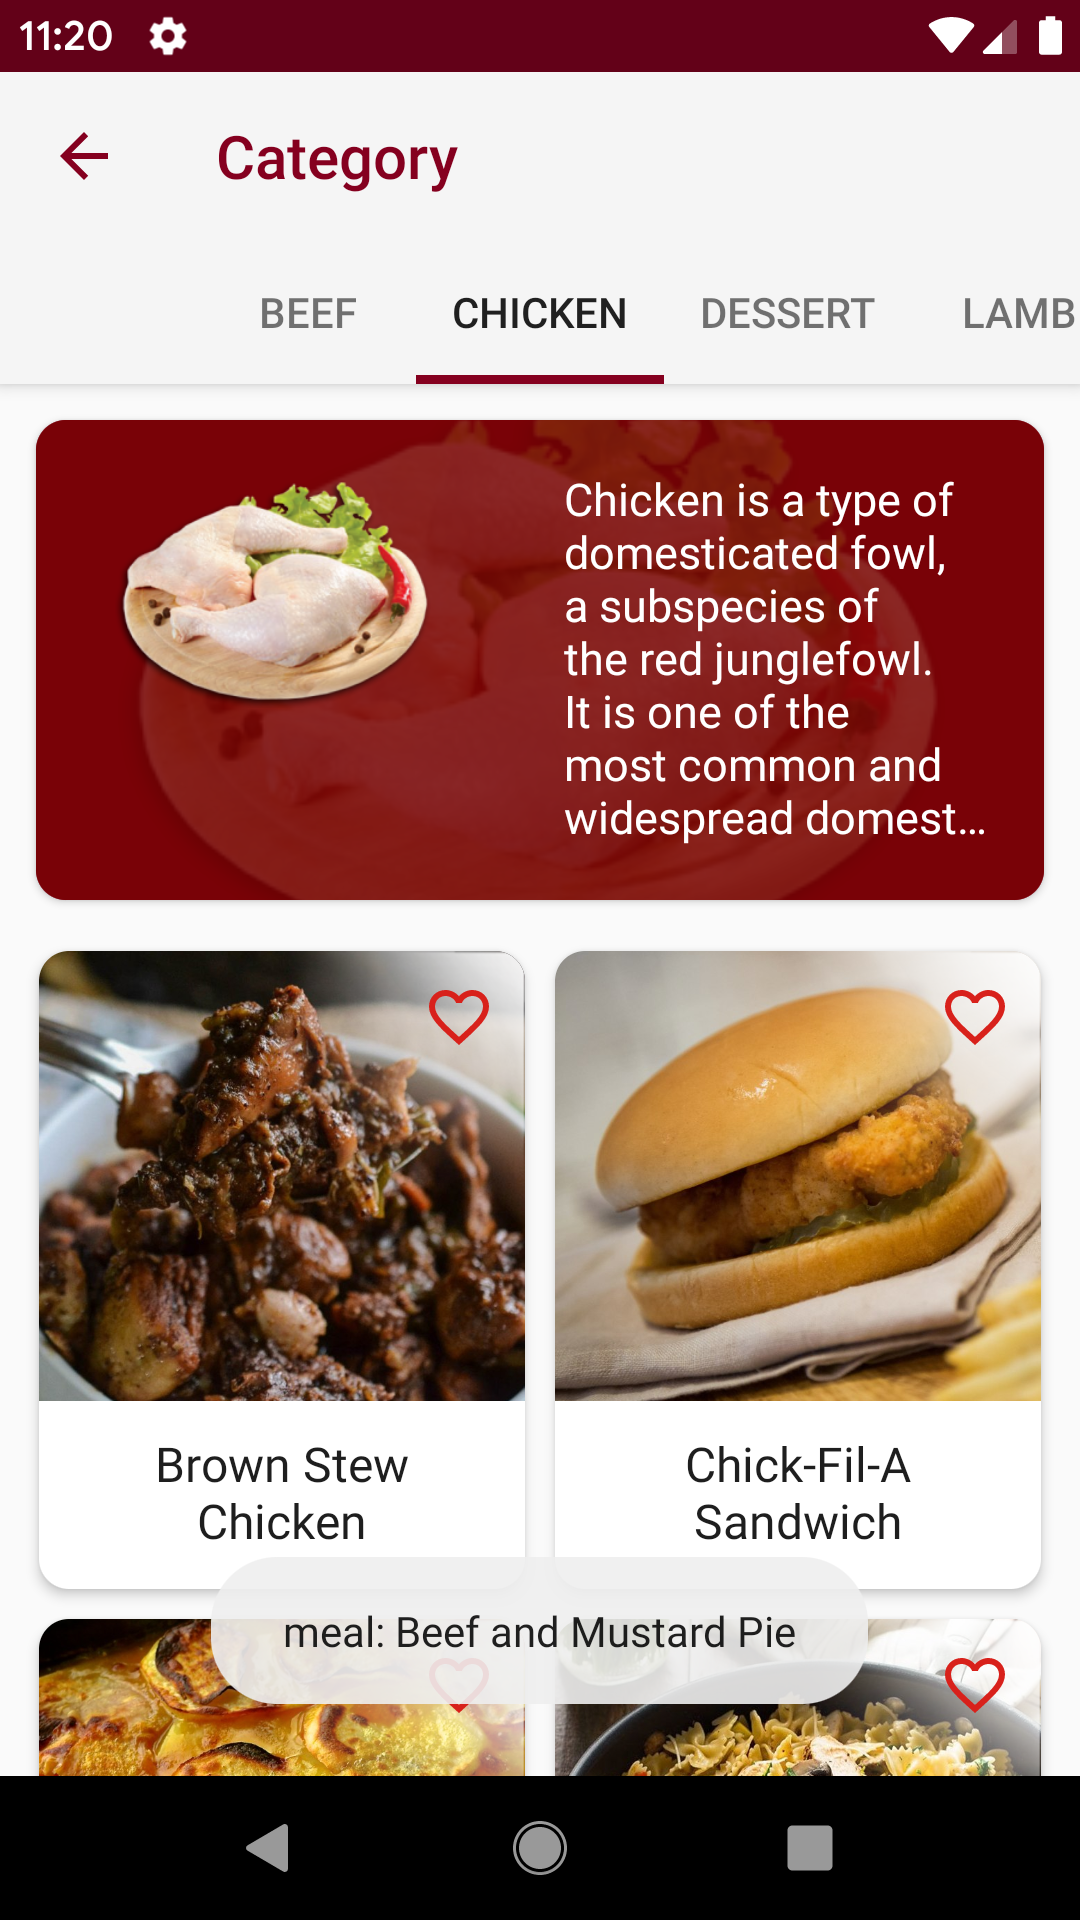 11:20
Category
BEEF
CHICKEN
DESSERT
LAMB
Chicken is a type of
domesticated fowl,
a subspecies of
the red junglefowl.
It is one of the
most common and
widespread domest...
Brown Stew
Chicken
Chick-Fil-A
Sandwich
meal: Beef and Mustard Pie